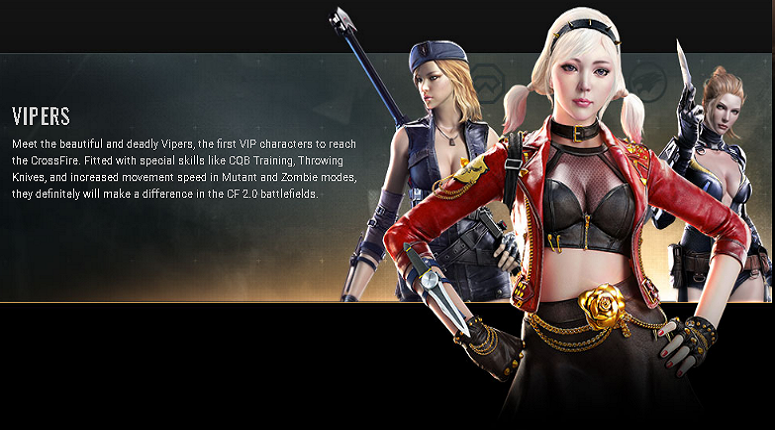 VIPERS
Meet the beautiful and deadly Vipers, the first VIP characters to reach
the CrossFire. Fitted with special skills like CQB Training, Throwing
Knives, and increased movement speed in Mutant and Zombie modes,
they definitely will make a difference in the CF 2.0 battlefields.